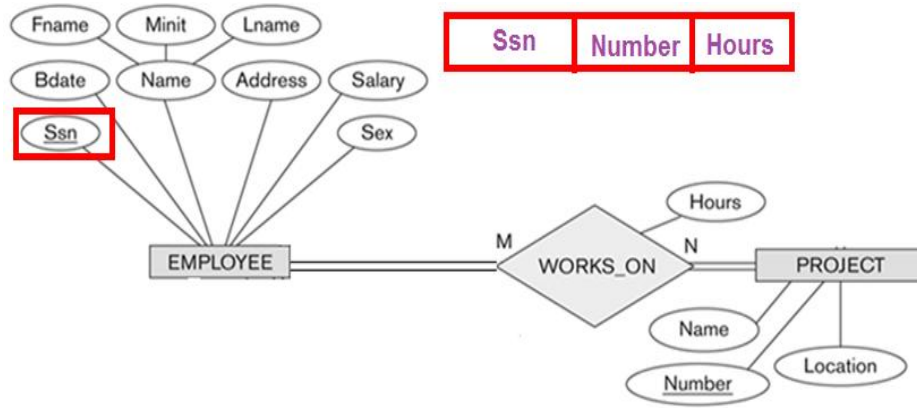 Fname Minit Lname
Ssn Number Hours
Bdate Name Address Salary
Ssn Sex
Hours
M N
EMPLOYEE WORKS_ON PROJECT
Name
Location
Number